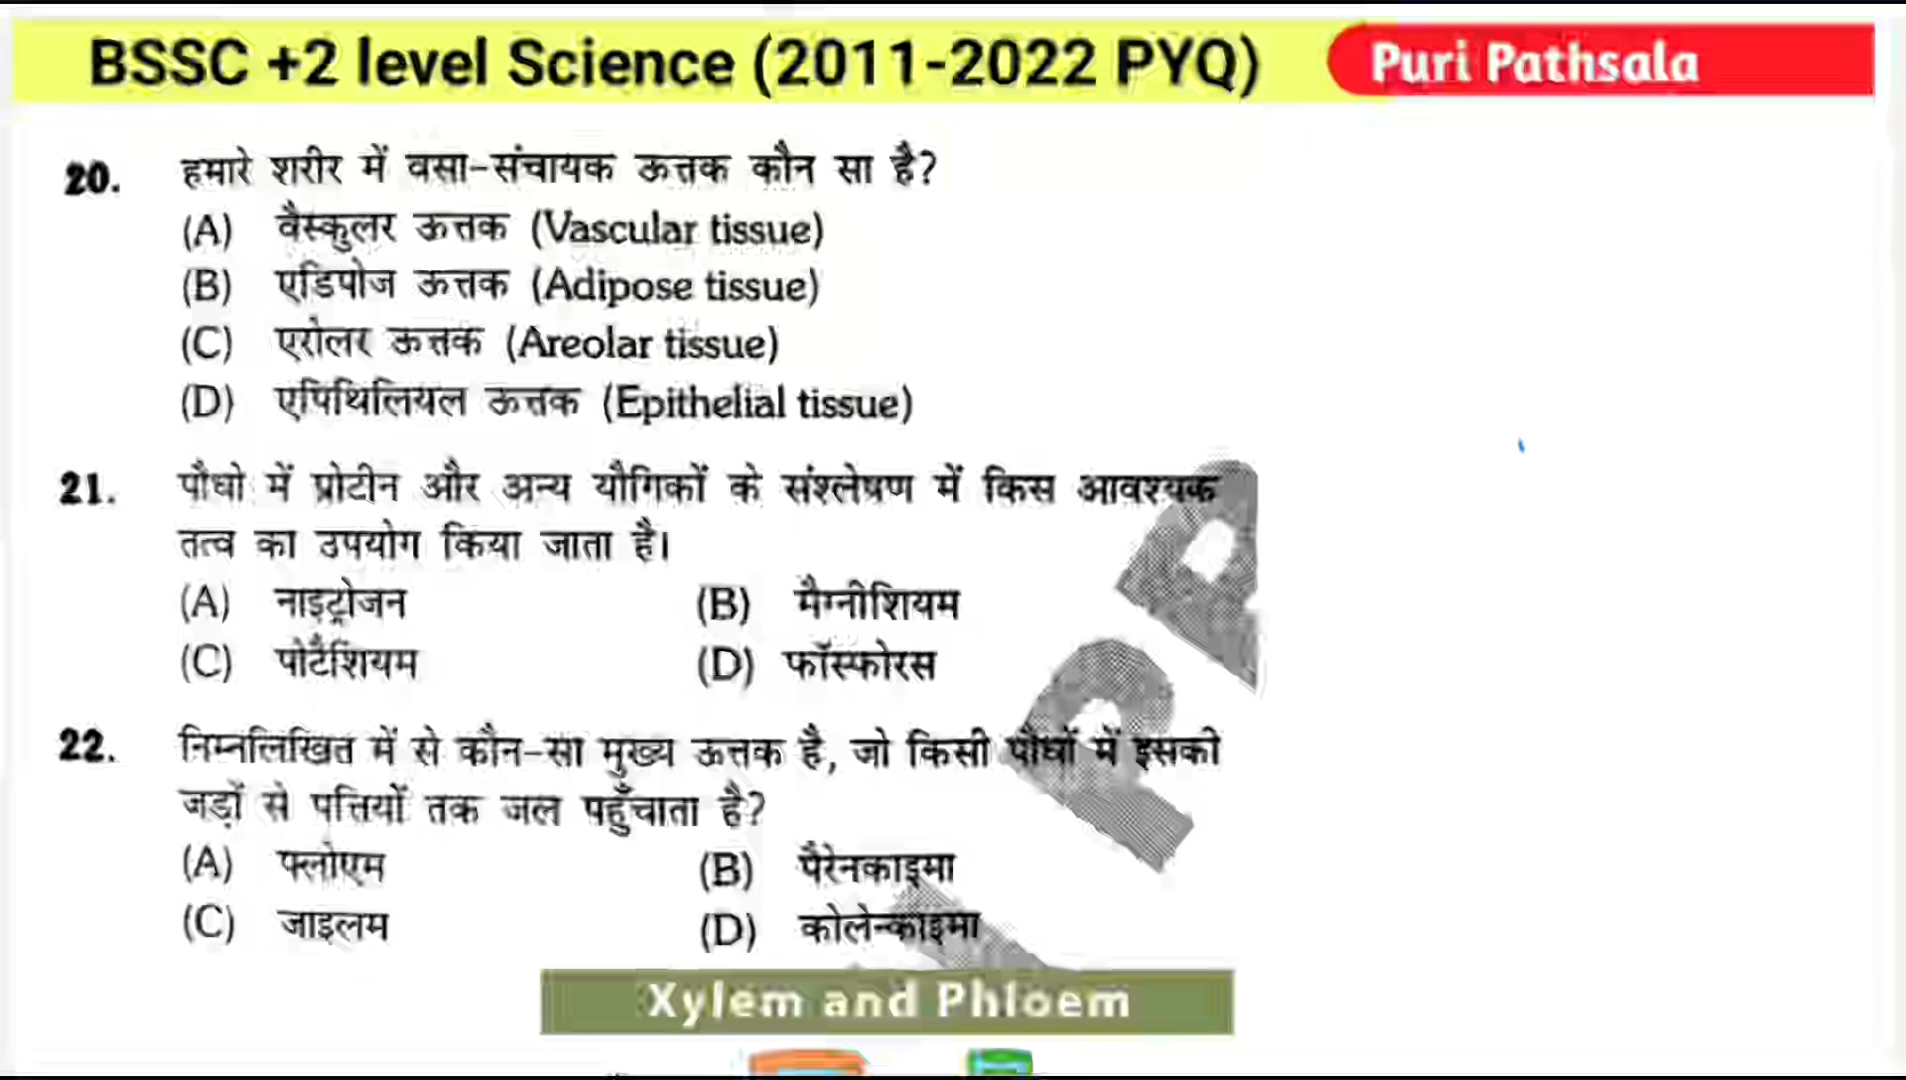 BSSC +2 level Science (2011-2022 PYQ)
Puri Pathsala
20. हमारे शरीर में वसा-संचायक ऊत्तक कौन सा है?
(A) वैस्कुलर ऊत्तक (Vascular tissue)
(B) एडिपोज ऊत्तक (Adipose tissue)
(C) एरोलर ऊत्तक (Areolar tissue)
(D) एपिथिलियल ऊत्तक (Epithelial tissue)
21. पौधो में प्रोटीन और अन्य यौगिकों के संश्लेषण में किस आवश्यक
तत्व का उपयोग किया जाता है।
(A) नाइट्रोजन (B) मैग्नीशियम
(C) पोटैशियम (D) फॉस्फोरस
22. निम्नलिखित में से कौन-सा मुख्य ऊत्तक है, जो किसी पौधों में इसकी
जड़ों से पत्तियों तक जल पहुँचाता है?
(A) फ्लोएम (B) पैरेनकाइमा
(C) जाइलम (D) कोलेन्काइमा
Xylem and Phloem